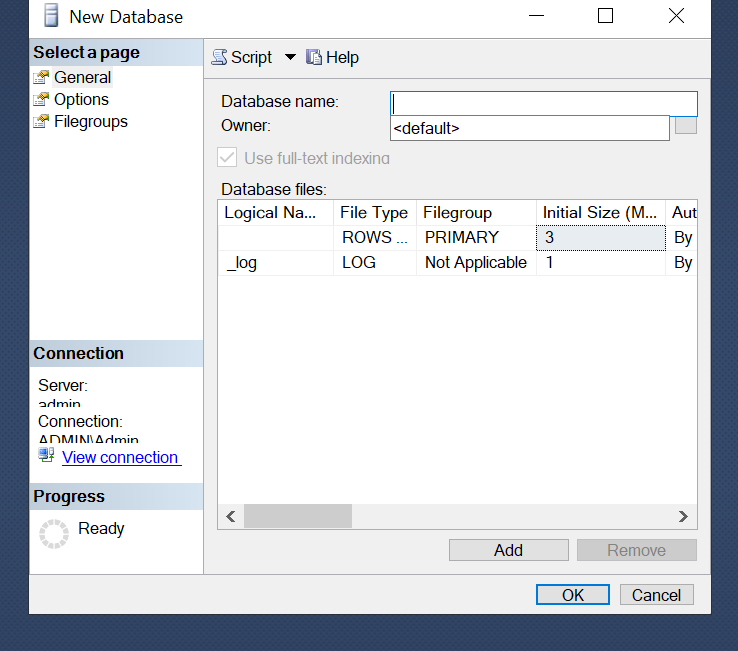 New Database
Select a page
General
Options
Filegroups
Script
Help
Database name:
Owner:
<default>
Use full-text indexing
Database files:
Logical Na... File Type Filegroup Initial Size (M... Aut
ROWS ... PRIMARY 3 By
_log LOG Not Applicable 1 By
Connection
Server:
admin
Connection:
ADMIN\Admin
View connection
Progress
Ready
Add Remove
OK Cancel